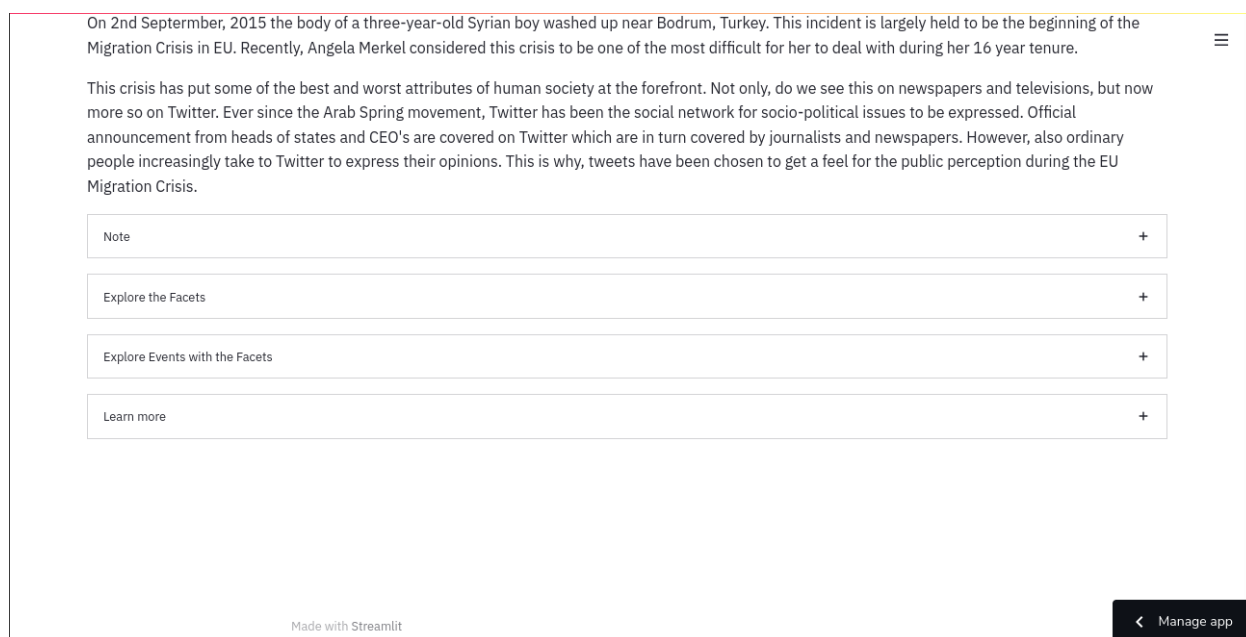 On 2nd Septermber, 2015 the body of a three-year-old Syrian boy washed up near Bodrum, Turkey. This incident is largely held to be the beginning of the
Migration Crisis in EU. Recently, Angela Merkel considered this crisis to be one of the most difficult for her to deal with during her 16 year tenure.
This crisis has put some of the best and worst attributes of human society at the forefront. Not only, do we see this on newspapers and televisions, but now
more so on Twitter. Ever since the Arab Spring movement, Twitter has been the social network for socio-political issues to be expressed. Official
announcement from heads of states and CEO's are covered on Twitter which are in turn covered by journalists and newspapers. However, also ordinary
people increasingly take to Twitter to express their opinions. This is why, tweets have been chosen to get a feel for the public perception during the EU
Migration Crisis.
Note +
Explore the Facets +
Explore Events with the Facets +
Learn more +
Made with Streamlit
Manage app